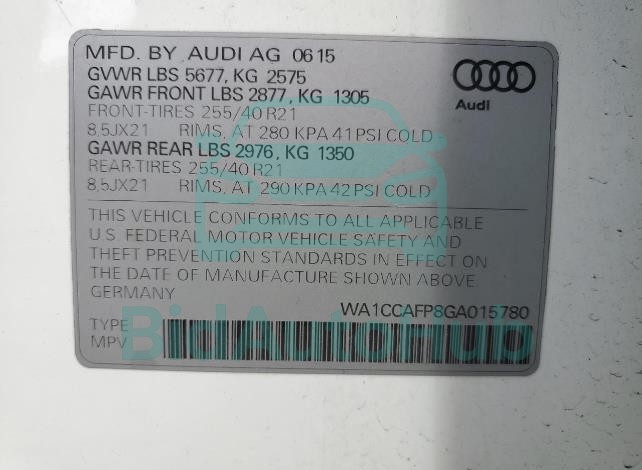 MFD. BY AUDI AG 06 15
GVWR LBS 5677, KG 2575
GAWR FRONT LBS 2877, KG 1305
FRONT-TIRES 255/40 R21
8,5JX21 RIMS, AT 280 KPA 41 PSI COLD
GAWR REAR LBS 2976, KG 1350
REAR-TIRES 255/40 R21
8,5JX21 RIMS, AT 290 KPA 42 PSI COLD
Audi
THIS VEHICLE CONFORMS TO ALL APPLICABLE
U.S. FEDERAL MOTOR VEHICLE SAFETY AND
THEFT PREVENTION STANDARDS IN EFFECT ON
THE DATE OF MANUFACTURE SHOWN ABOVE.
GERMANY
WA1CCAFP8GA015780
TYPE
MPV
BidAutoHub